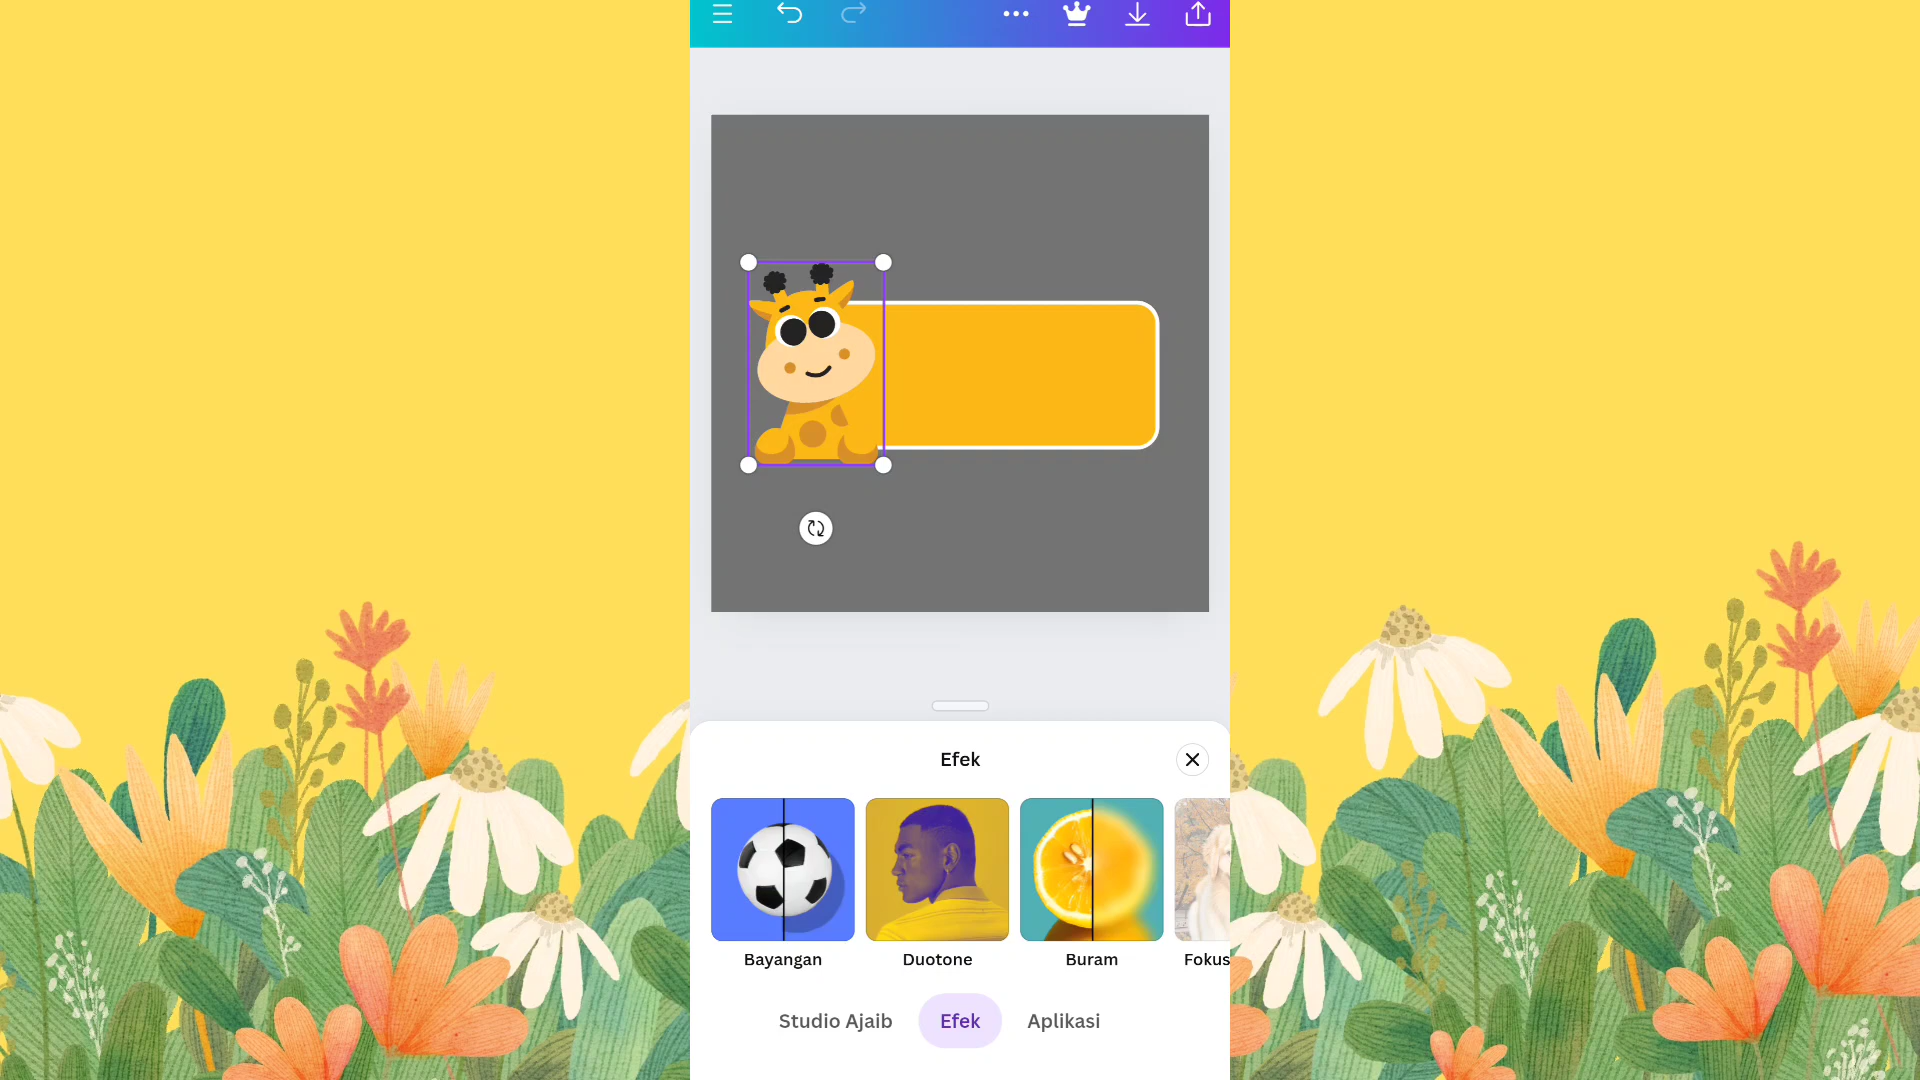 Efek
Bayangan
Duotone
Buram
Fokus
Studio Ajaib
Efek
Aplikasi